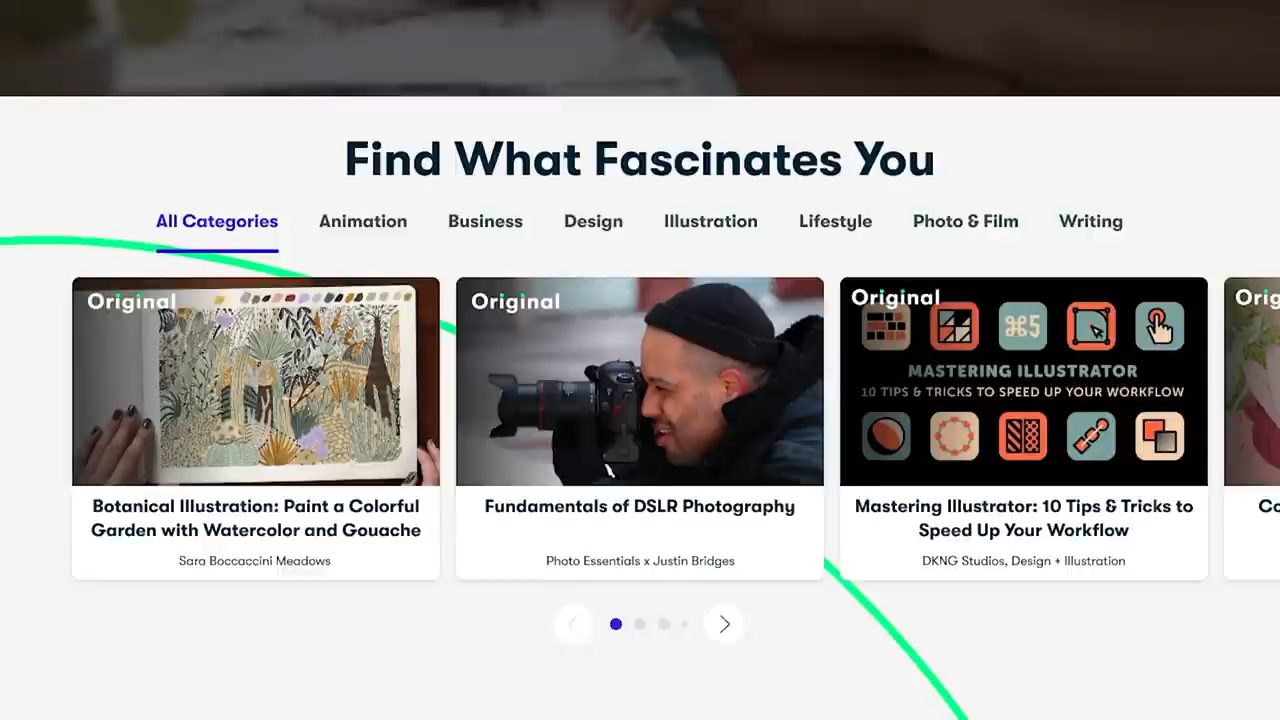 Find What Fascinates You
All Categories Animation Business Design Illustration Lifestyle Photo & Film Writing
Original
Original
Original
⌘5
MASTERING ILLUSTRATOR
10 TIPS & TRICKS TO SPEED UP YOUR WORKFLOW
Botanical Illustration: Paint a Colorful
Garden with Watercolor and Gouache
Sara Boccaccini Meadows
Fundamentals of DSLR Photography
Photo Essentials x Justin Bridges
Mastering Illustrator: 10 Tips & Tricks to
Speed Up Your Workflow
DKNG Studios, Design + Illustration